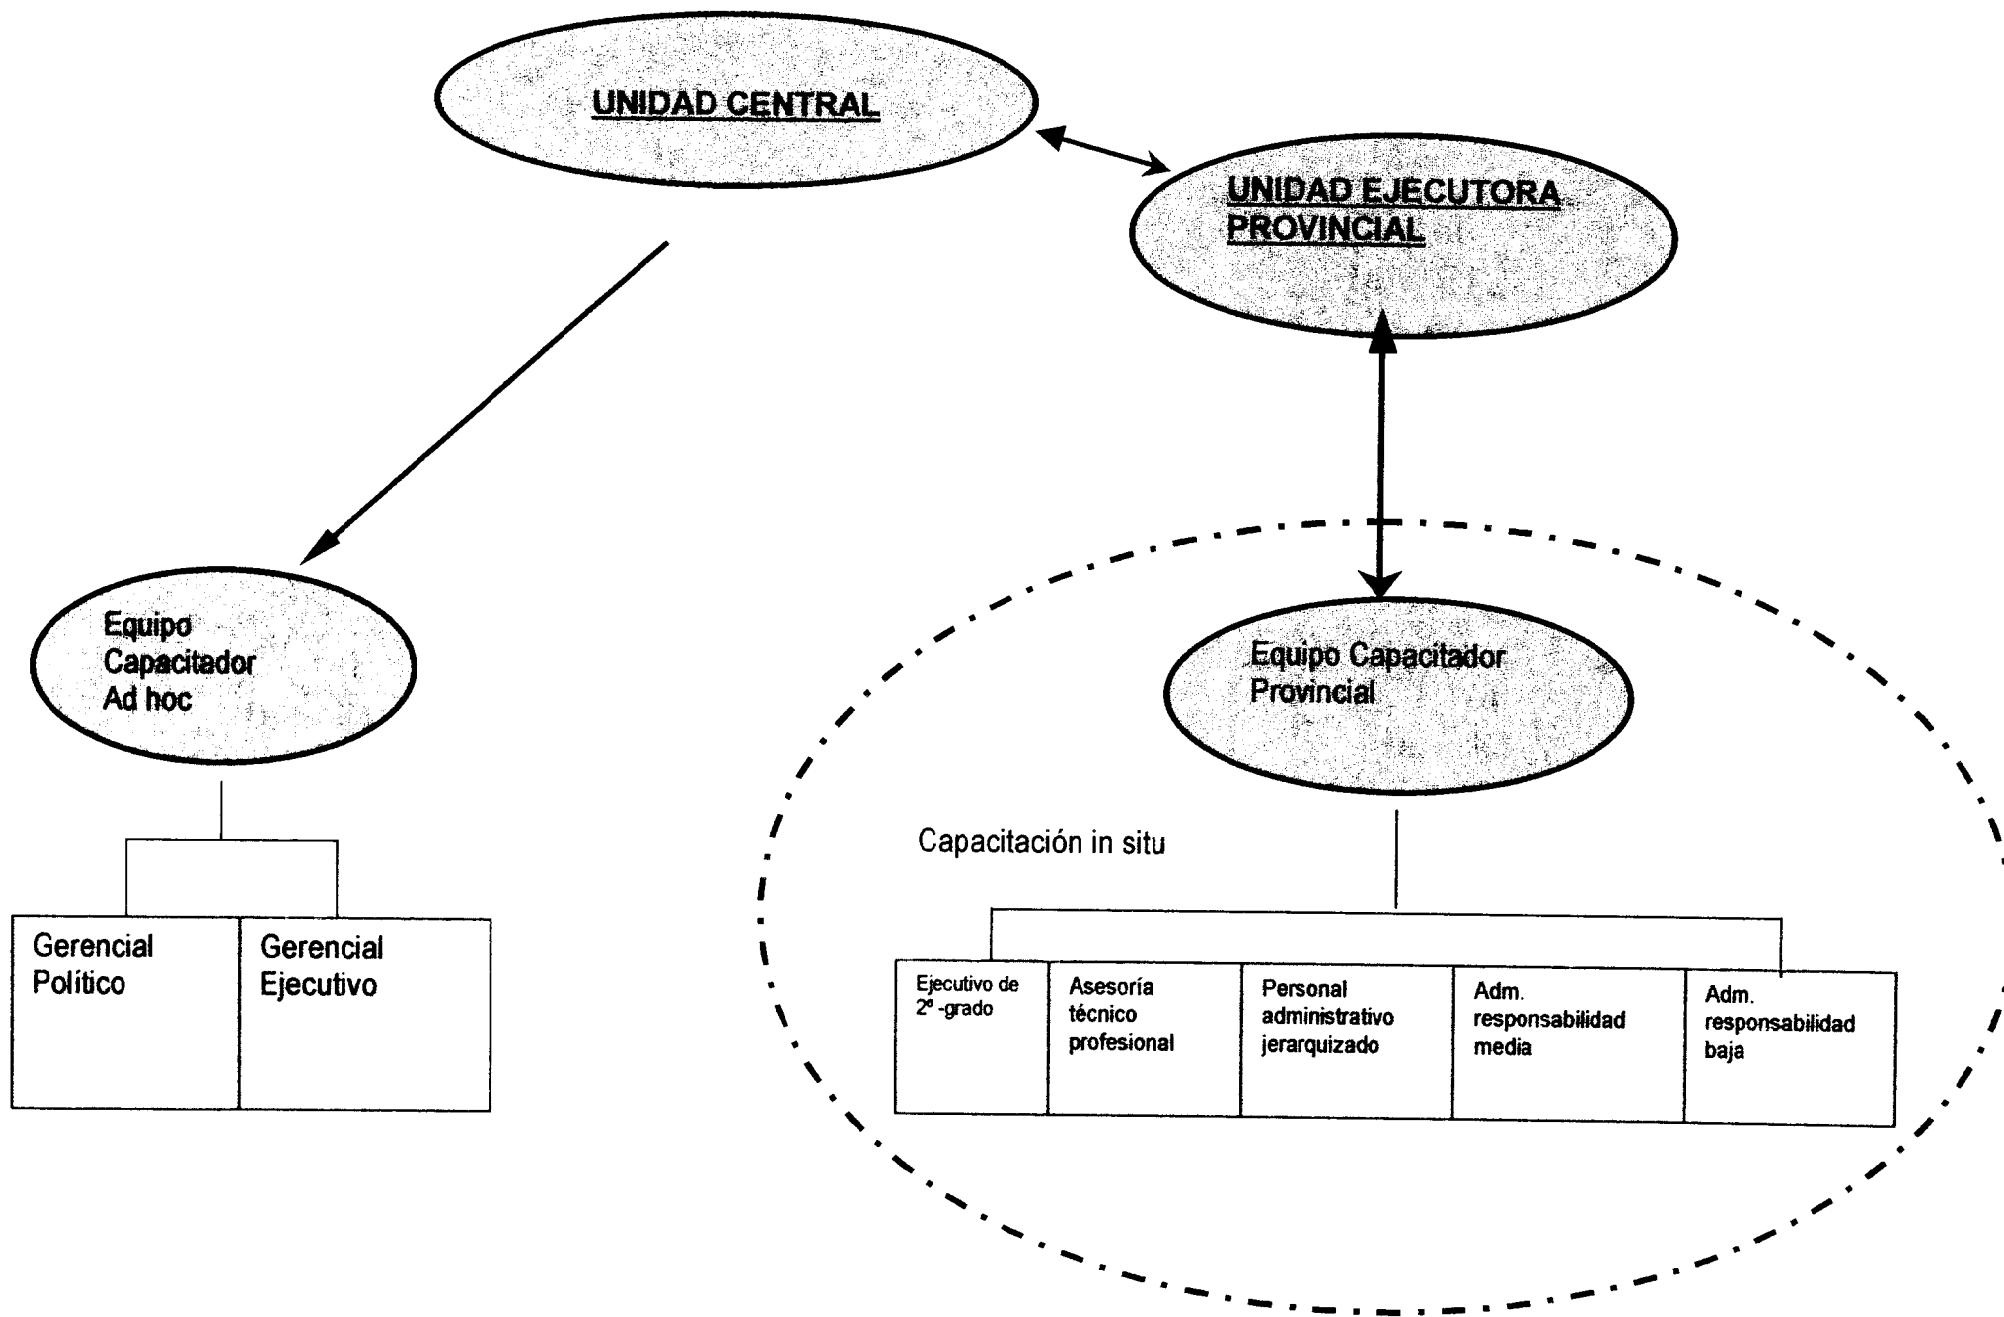 UNIDAD CENTRAL
UNIDAD EJECUTORA
PROVINCIAL
Equipo
Capacitador
Ad hoc
Equipo Capacitador
Provincial
Capacitación in situ
Gerencial
Político
Gerencial
Ejecutivo
Ejecutivo de
2ª -grado
Asesoría
técnico
profesional
Personal
administrativo
jerarquizado
Adm.
responsabilidad
media
Adm.
responsabilidad
baja